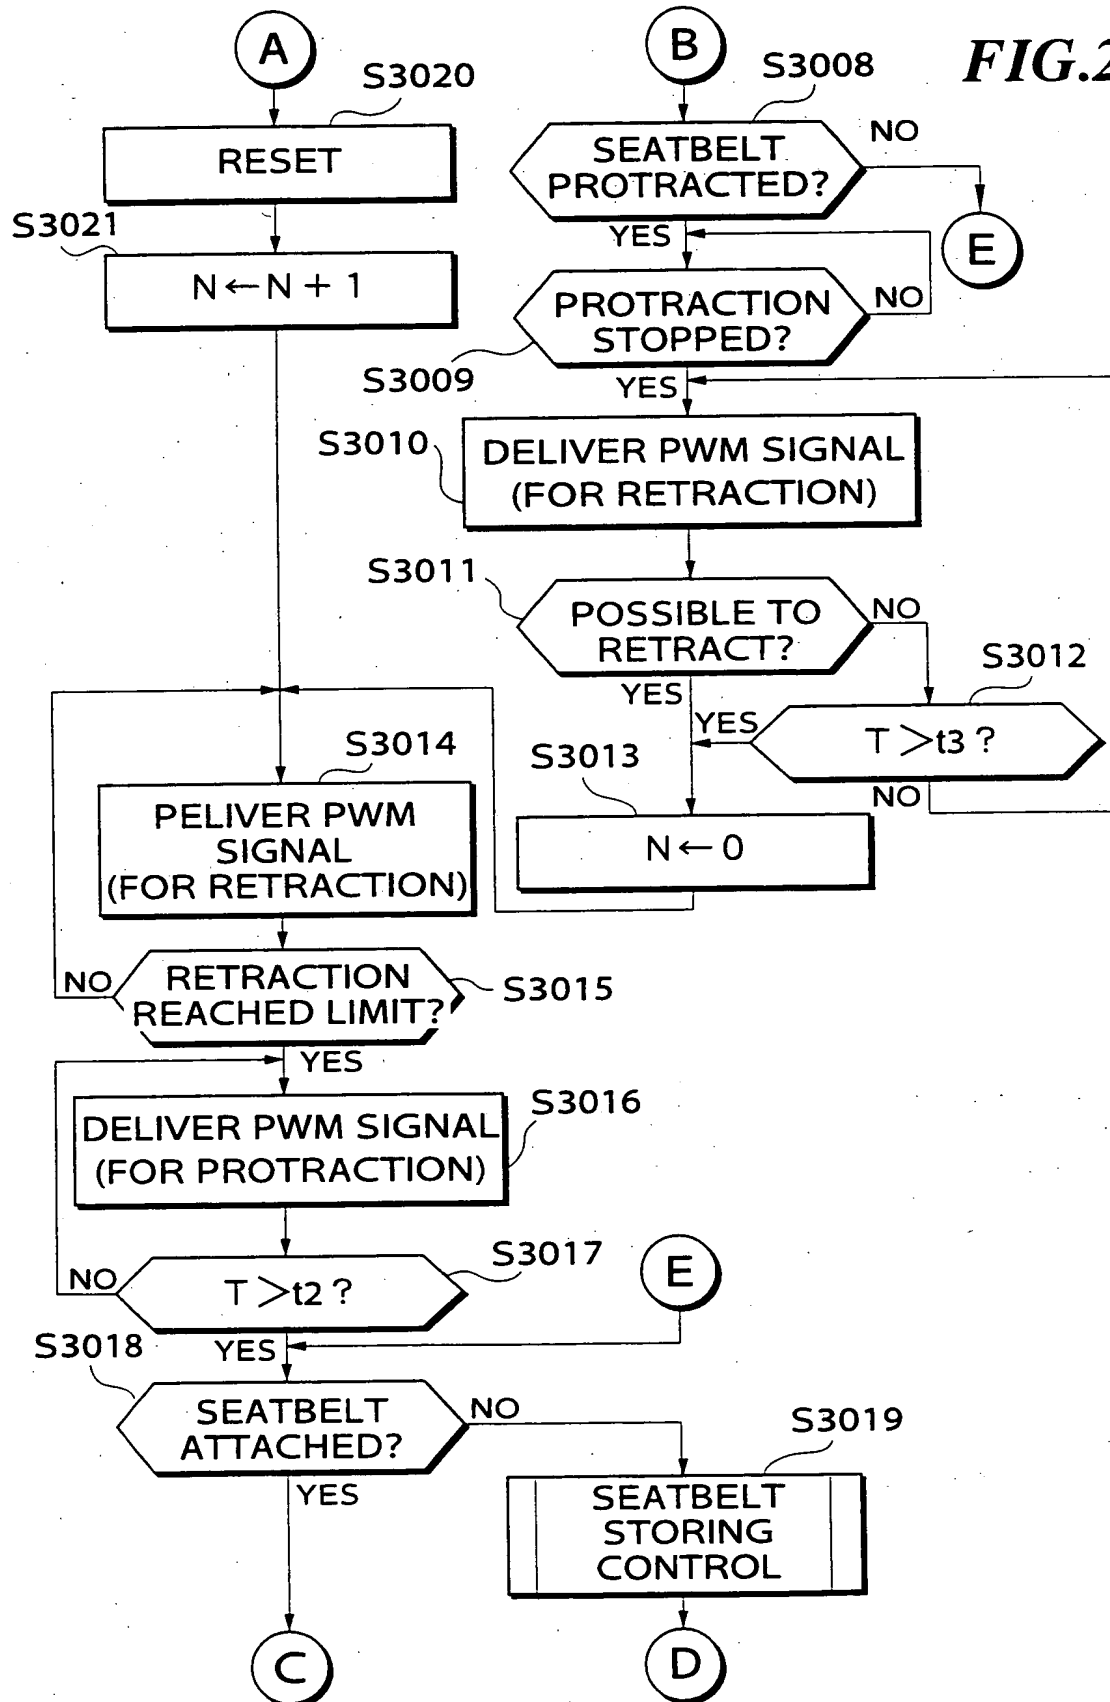 FIG.2
A
S3020
RESET
S3021
N ← N + 1
B
S3008
SEATBELT
PROTRACTED?
NO
E
YES
PROTRACTION
STOPPED?
NO
S3009
YES
S3010
DELIVER PWM SIGNAL
(FOR RETRACTION)
S3011
POSSIBLE TO
RETRACT?
NO
YES
S3012
T >t3 ?
YES
NO
S3013
N ← 0
S3014
PELIVER PWM
SIGNAL
(FOR RETRACTION)
RETRACTION
REACHED LIMIT?
NO
S3015
YES
S3016
DELIVER PWM SIGNAL
(FOR PROTRACTION)
S3017
T >t2 ?
NO
E
YES
S3018
SEATBELT
ATTACHED?
NO
YES
S3019
SEATBELT
STORING
CONTROL
C
D